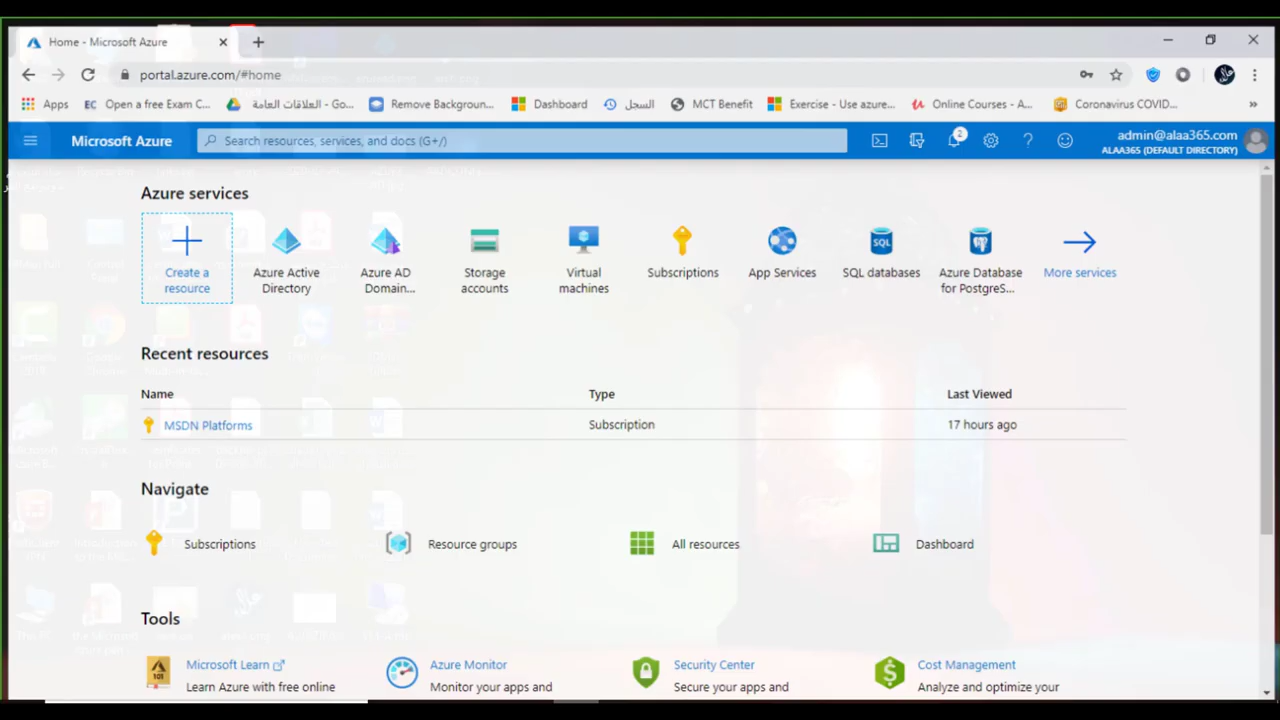 Home - Microsoft Azure
portal.azure.com/#home
Apps
Open a free Exam C...
العلاقات العامة - Go...
Remove Backgroun...
Dashboard
السجل
MCT Benefit
Exercise - Use azure...
Online Courses - A...
Coronavirus COVID...
»
Microsoft Azure
Search resources, services, and docs (G+/)
2
admin@alaa365.com
ALAA365 (DEFAULT DIRECTORY)
Azure services
Create a resource
Azure Active Directory
Azure AD Domain...
Storage accounts
Virtual machines
Subscriptions
App Services
SQL databases
Azure Database for PostgreS...
More services
Recent resources
Name Type Last Viewed
MSDN Platforms Subscription 17 hours ago
Navigate
Subscriptions Resource groups All resources Dashboard
Tools
Microsoft Learn Azure Monitor Security Center Cost Management
Learn Azure with free online Monitor your apps and Secure your apps and Analyze and optimize your